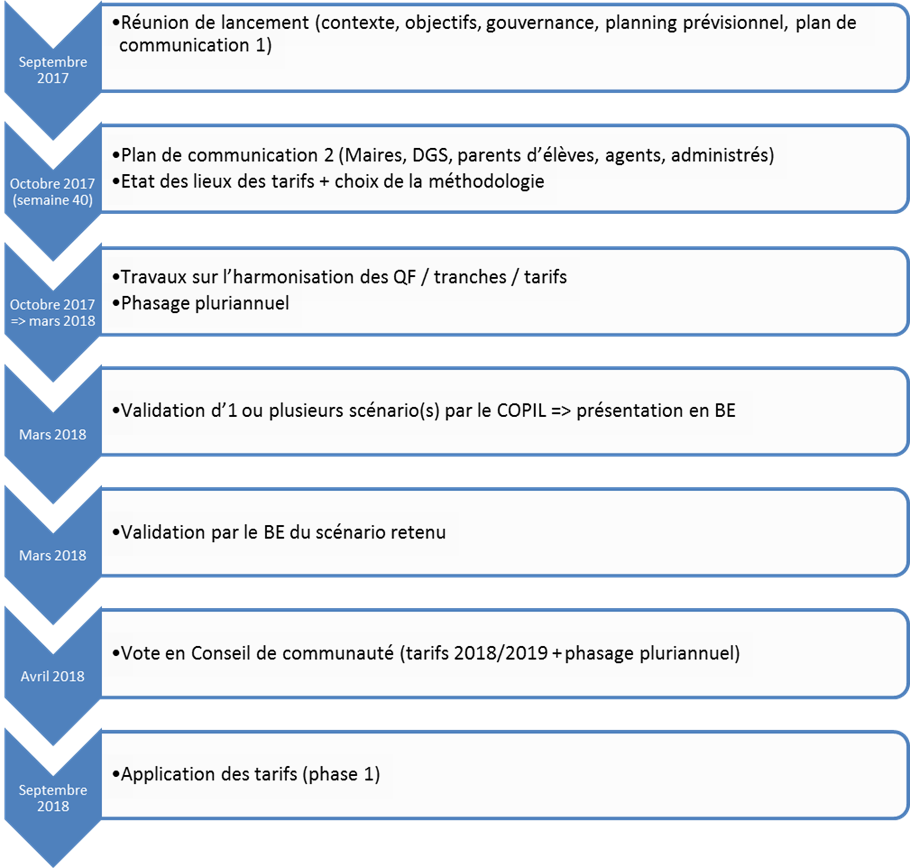 Septembre
2017
•Réunion de lancement (contexte, objectifs, gouvernance, planning prévisionnel, plan de
communication 1)
Octobre 2017
(semaine 40)
•Plan de communication 2 (Maires, DGS, parents d'élèves, agents, administrés)
•Etat des lieux des tarifs + choix de la méthodologie
Octobre 2017
=> mars 2018
•Travaux sur l'harmonisation des QF / tranches / tarifs
•Phasage pluriannuel
Mars 2018
•Validation d'1 ou plusieurs scénario(s) par le COPIL => présentation en BE
Mars 2018
•Validation par le BE du scénario retenu
Avril 2018
•Vote en Conseil de communauté (tarifs 2018/2019 + phasage pluriannuel)
Septembre
2018
•Application des tarifs (phase 1)